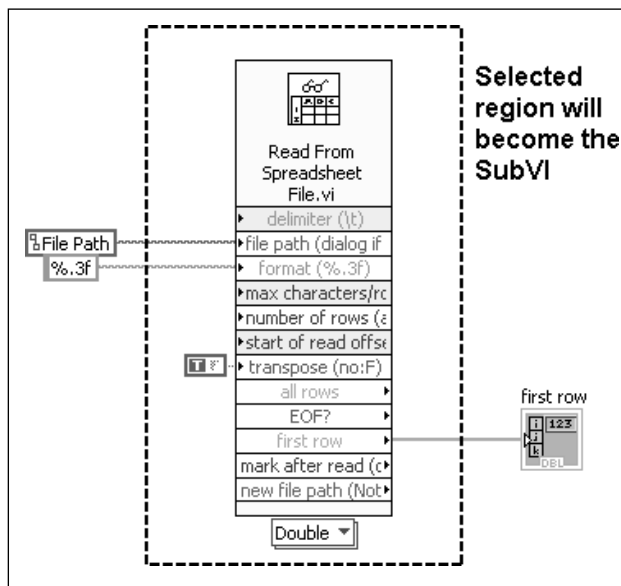 Selected
region will
become the
SubVI
Read From
Spreadsheet
File.vi
delimiter (\t)
file path (dialog if
format (%.3f)
max characters/ro
number of rows (a
start of read offse
transpose (no:F)
all rows
EOF?
first row
mark after read (c
new file path (Not
Double
File Path
%.3f
T
first row
i
j
k
123
DBL